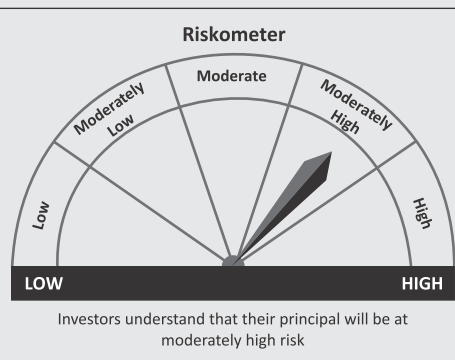 Riskometer
Moderate
Moderately
Low
Moderately
High
Low
High
LOW
HIGH
Investors understand that their principal will be at
moderately high risk